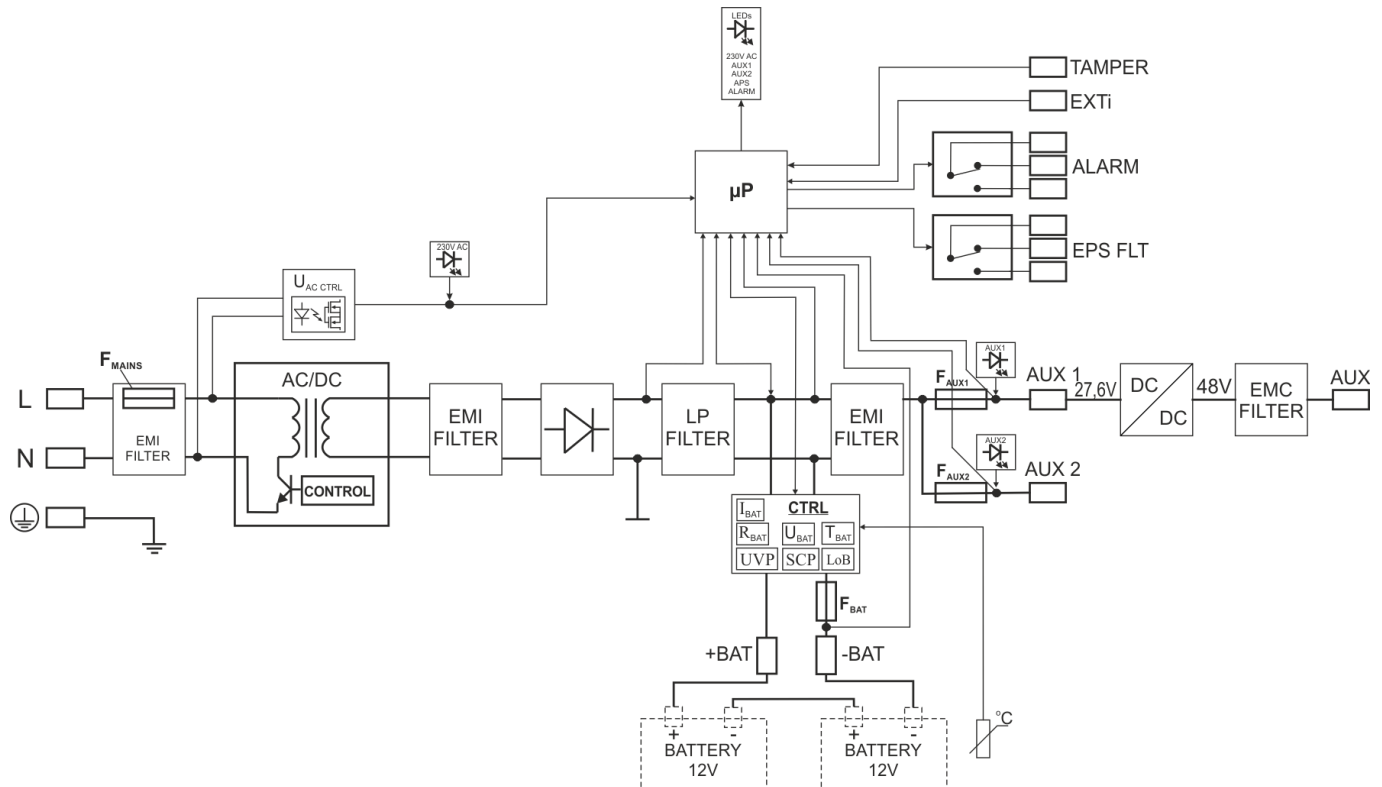 LEDs
230V AC
AUX1
AUX2
APS
ALARM
TAMPER
EXTi
µP
ALARM
EPS FLT
230V AC
U AC CTRL
F MAINS
L
N
EMI
FILTER
AC/DC
CONTROL
EMI
FILTER
LP
FILTER
EMI
FILTER
F AUX1
AUX1
AUX 1
27,6V
DC
DC
48V
EMC
FILTER
AUX
F AUX2
AUX2
AUX 2
CTRL
I BAT
R BAT
U BAT
T BAT
UVP
SCP
LoB
F BAT
+BAT
-BAT
°C
+
-
BATTERY
12V
+
-
BATTERY
12V